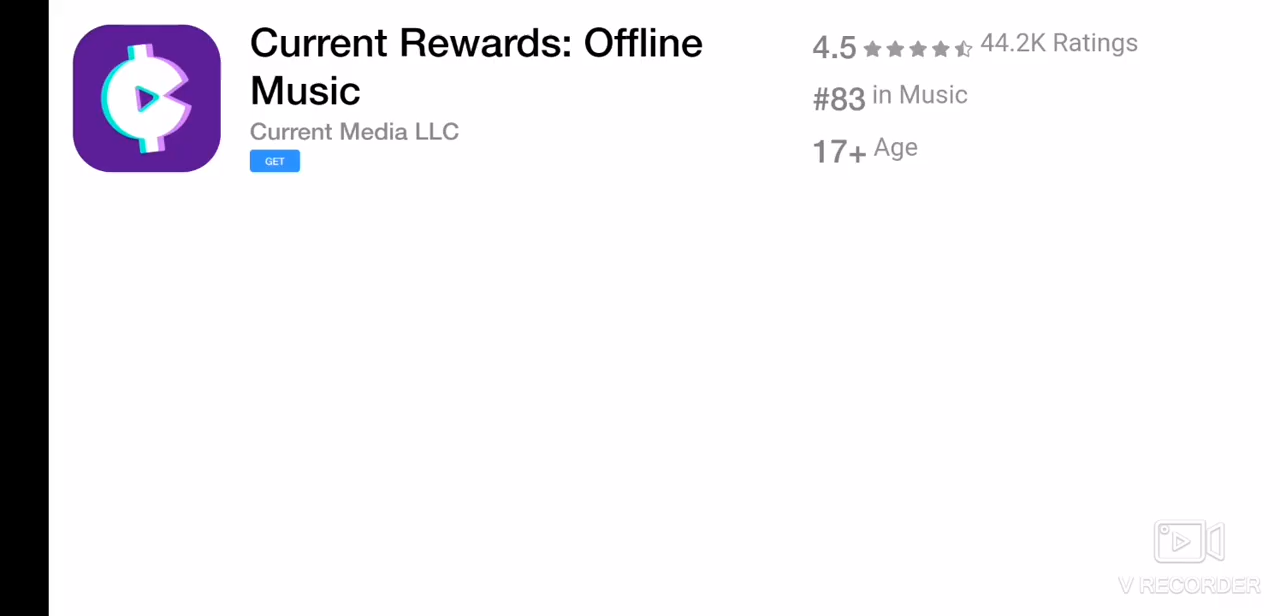 Current Rewards: Offline
Music
Current Media LLC
GET
4.5 44.2K Ratings
#83 in Music
17+ Age
V RECORDER